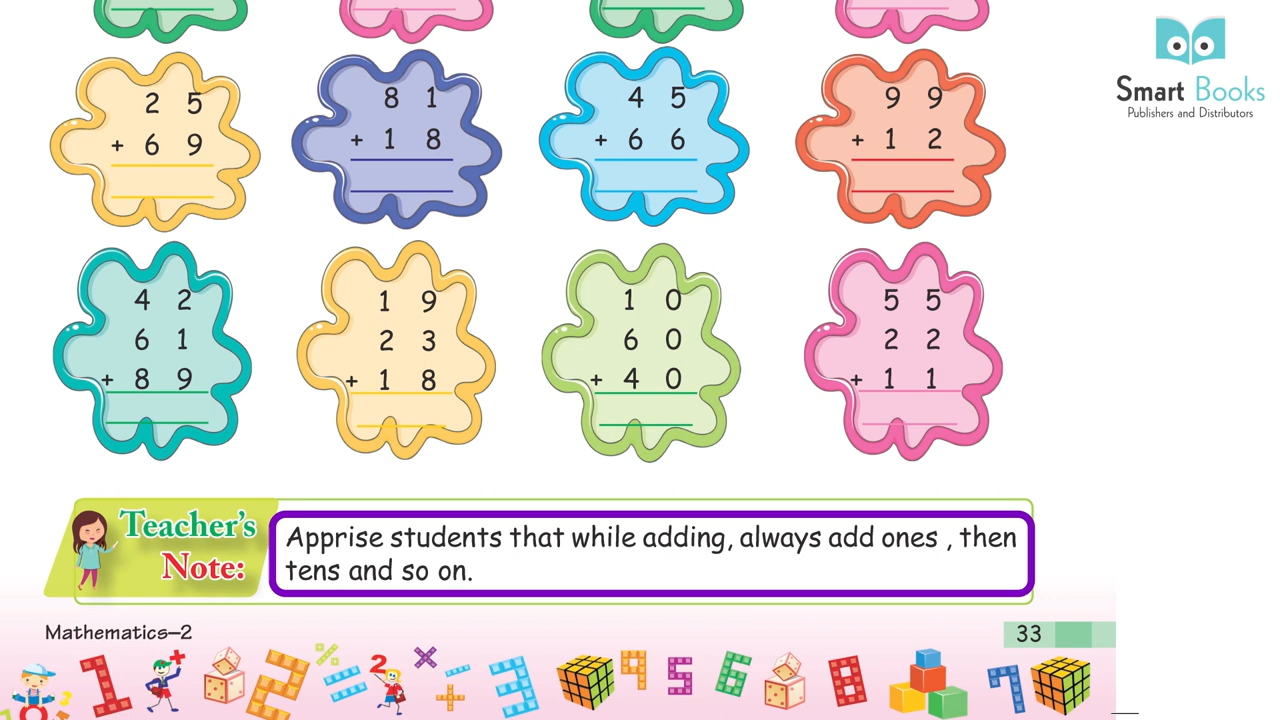 Smart Books
Publishers and Distributors
2 5
+ 6 9
8 1
+ 1 8
4 5
+ 6 6
9 9
+ 1 2
4 2
6 1
+ 8 9
1 9
2 3
+ 1 8
1 0
6 0
+ 4 0
5 5
2 2
+ 1 1
Teacher's
Note:
Apprise students that while adding, always add ones , then
tens and so on.
Mathematics–2
33